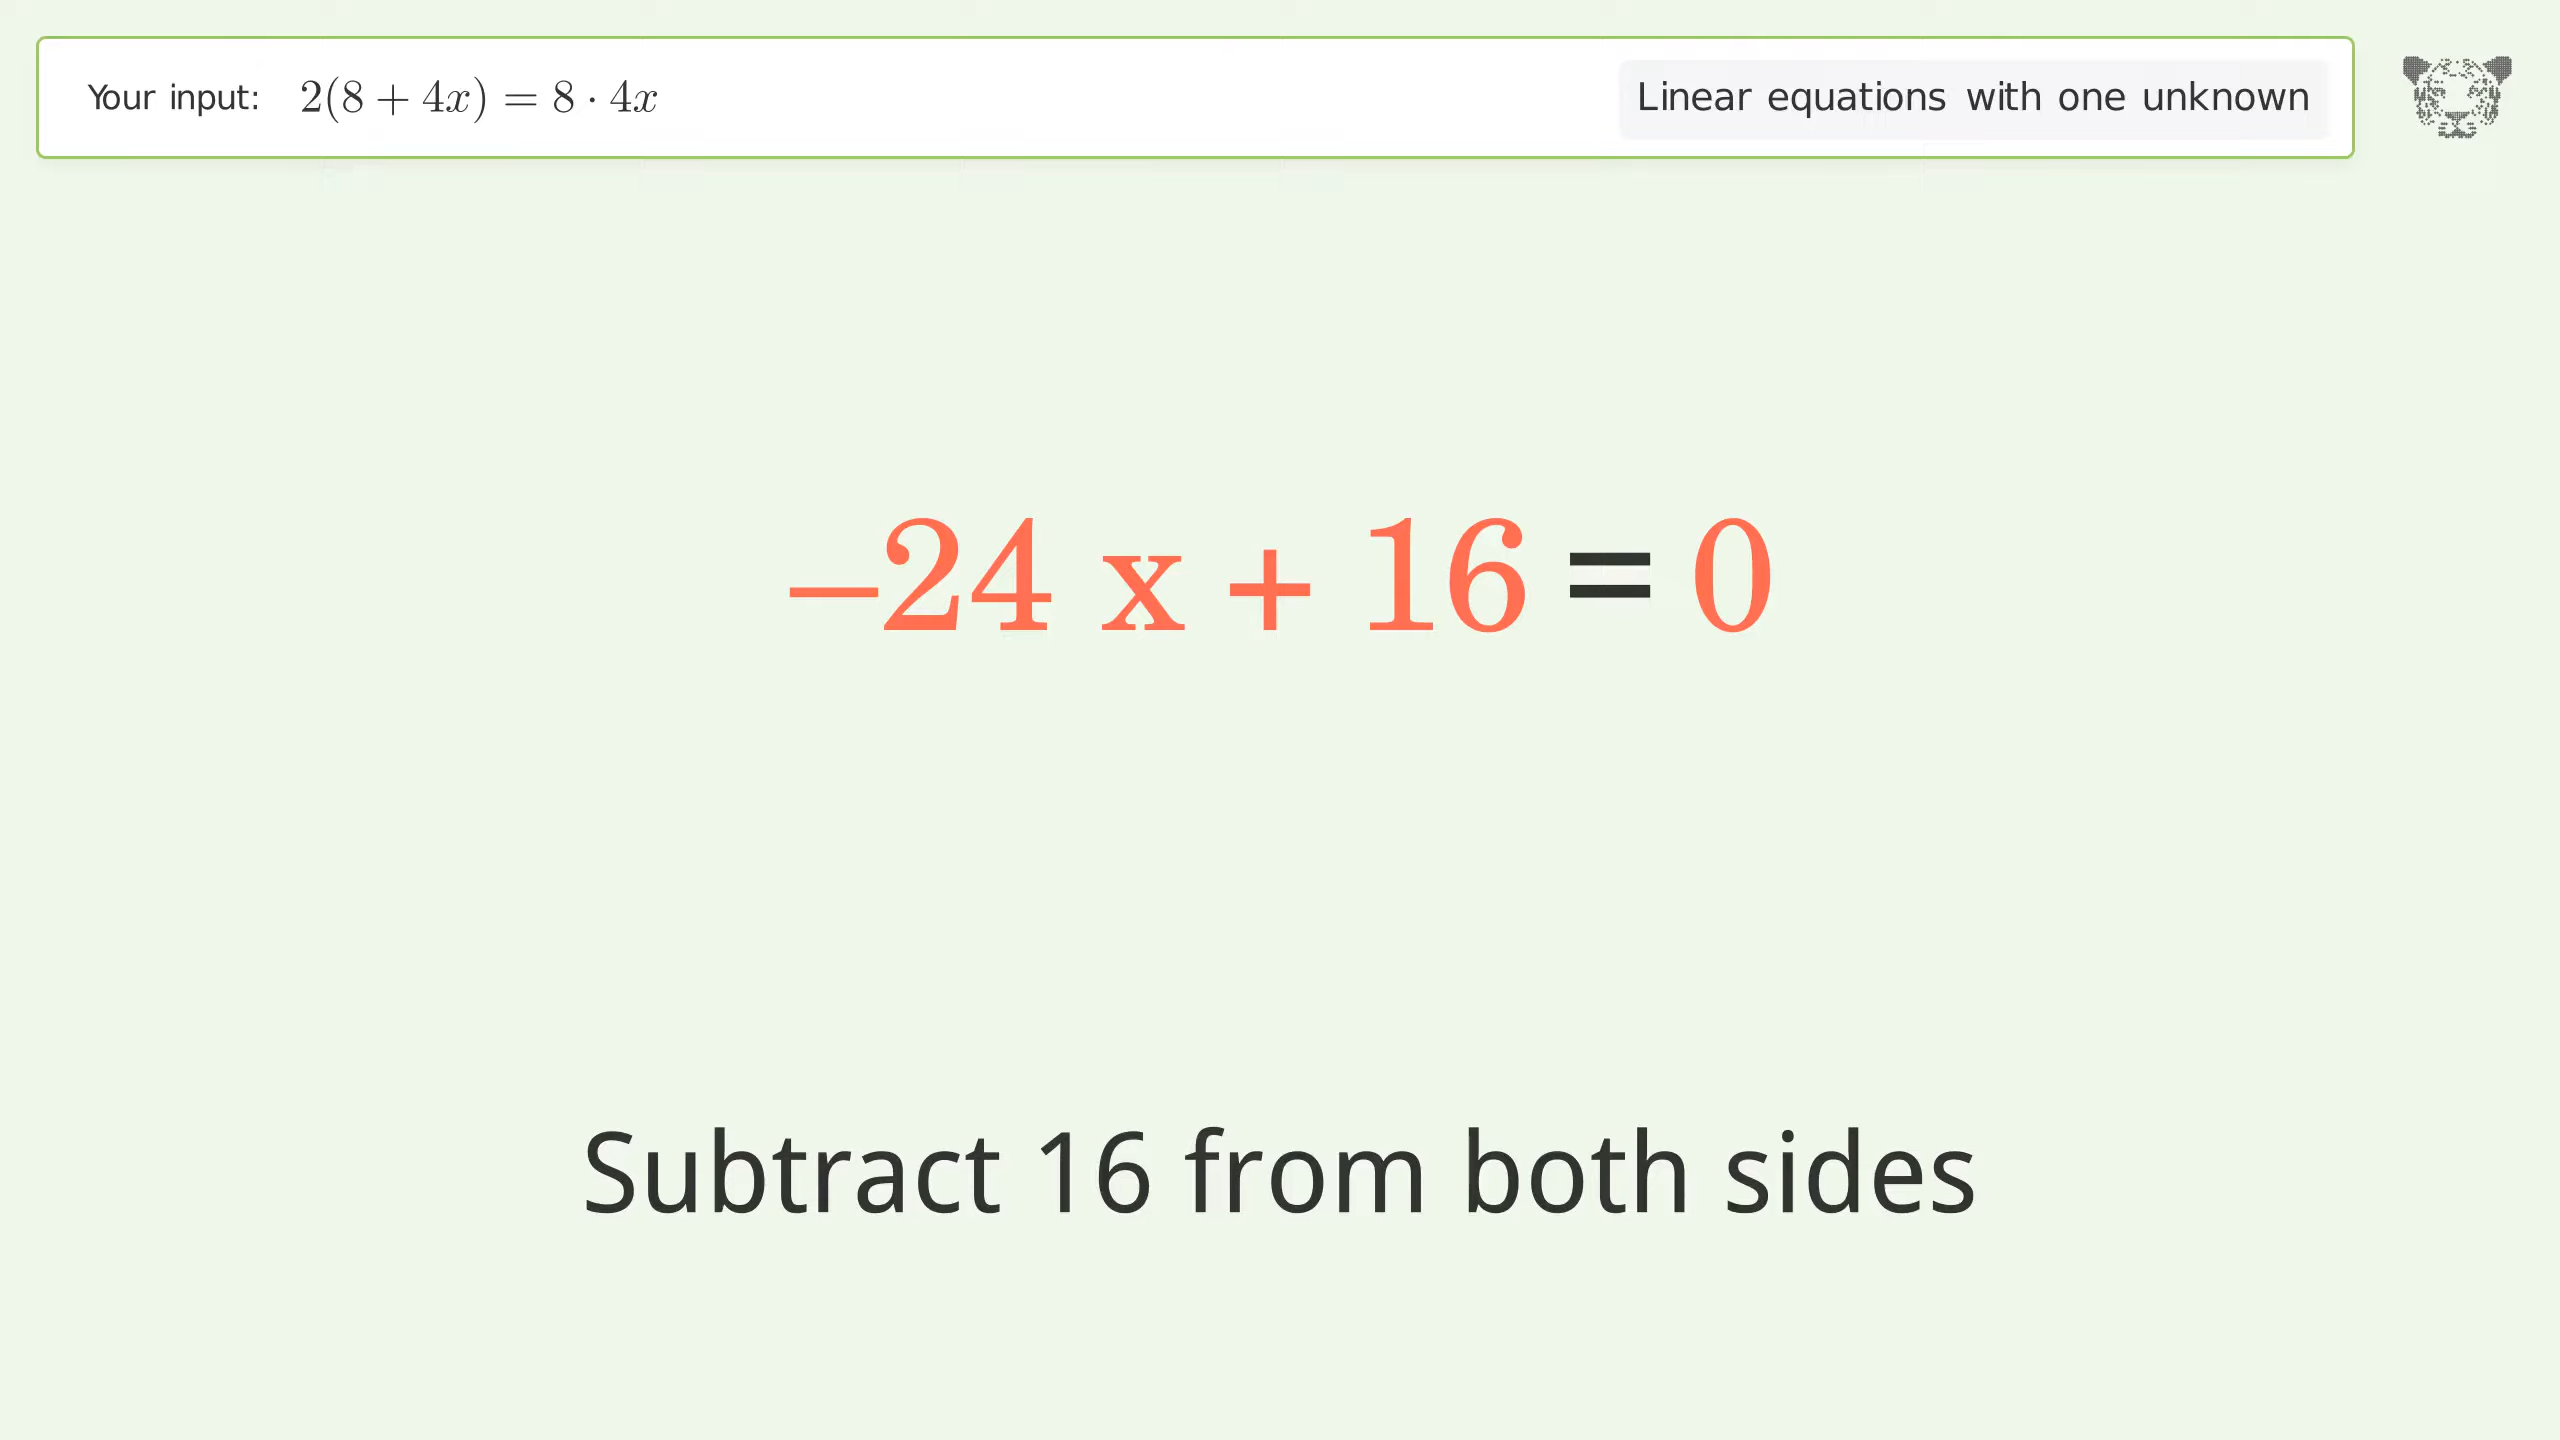 Your input: 2(8 + 4x) = 8 · 4x
Linear equations with one unknown
−24 x + 16 = 0
Subtract 16 from both sides